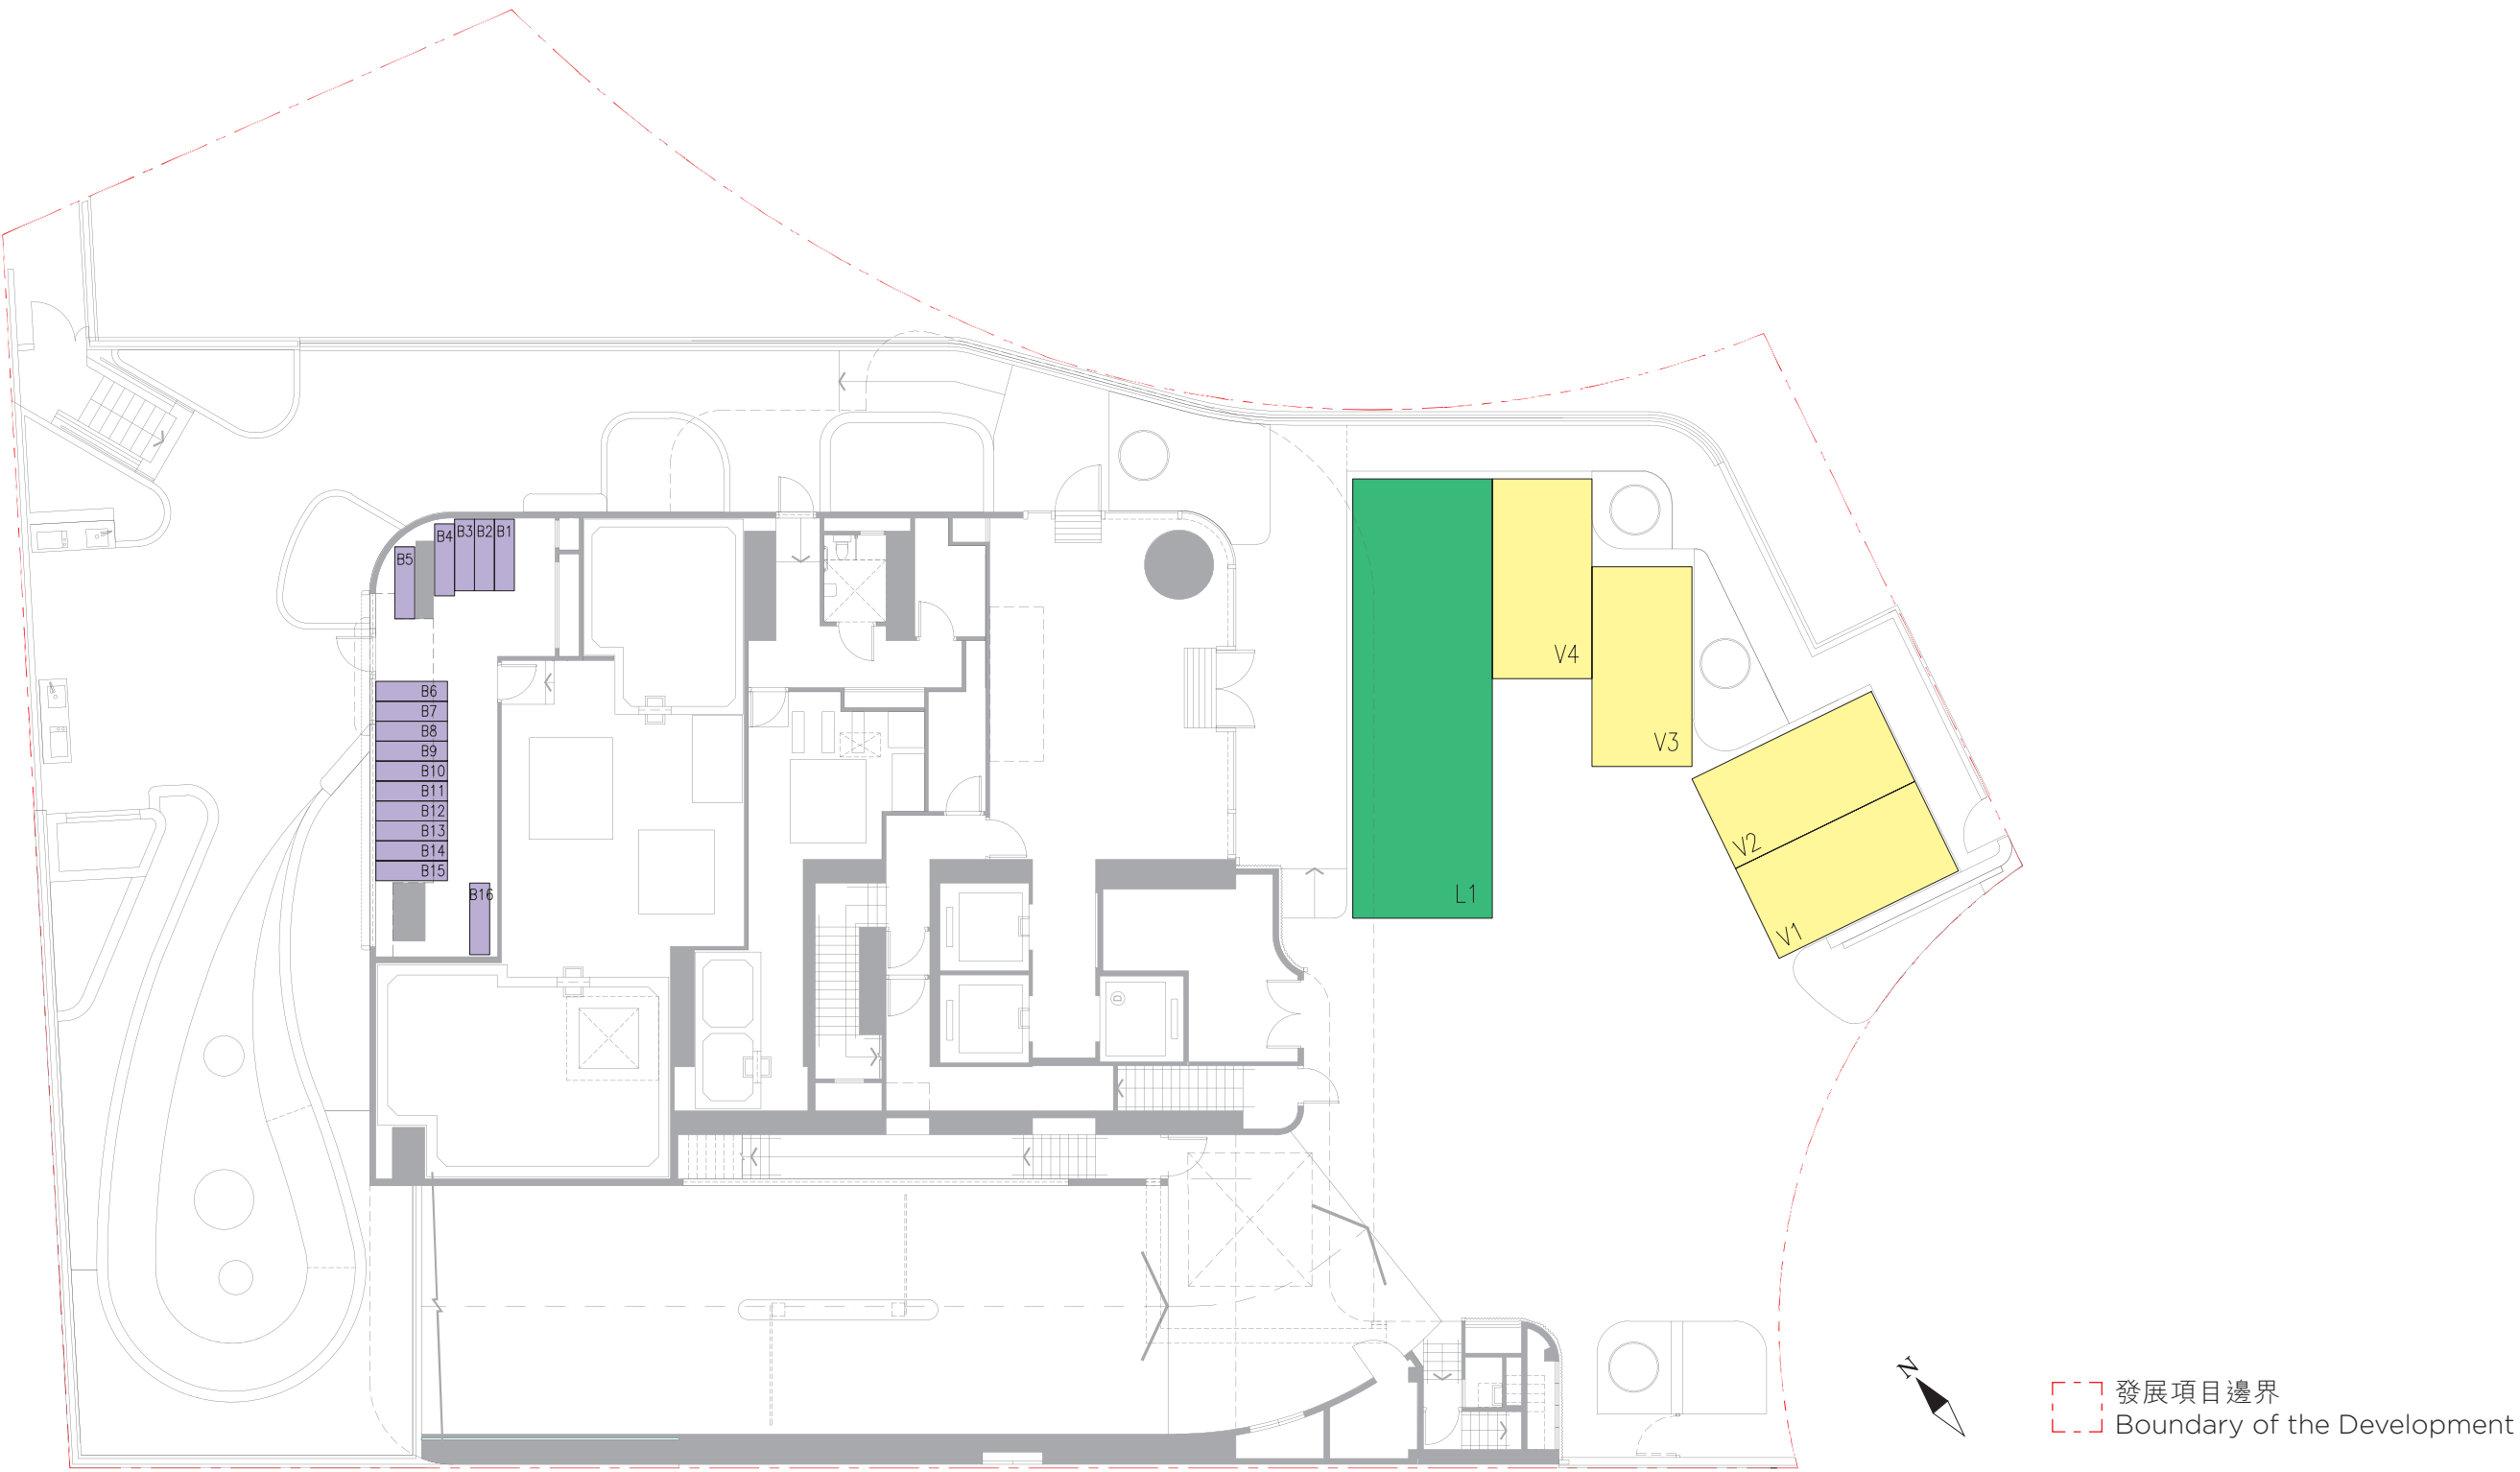 B5
B4
B3
B2
B1
B6
B7
B8
B9
B10
B11
B12
B13
B14
B15
B16
V4
V3
V2
V1
L1
D
N
發展項目邊界
Boundary of the Development